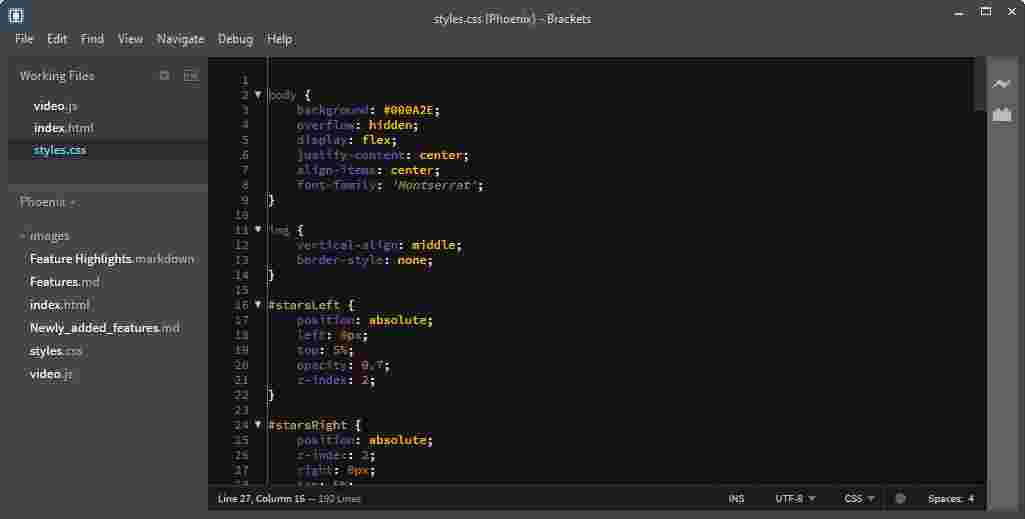 styles.css (Phoenix) - Brackets
File Edit Find View Navigate Debug Help
Working Files
video.js
index.html
styles.css
Phoenix
images
Feature Highlights.markdown
Features.md
index.html
Newly_added_features.md
styles.css
video.js
1
2 body {
3 background: #000A2E;
4 overflow: hidden;
5 display: flex;
6 justify-content: center;
7 align-items: center;
8 font-family: 'Montserrat';
9 }
10
11 img {
12 vertical-align: middle;
13 border-style: none;
14 }
15
16 #starsLeft {
17 position: absolute;
18 left: 0px;
19 top: 5%;
20 opacity: 0.7;
21 z-index: 2;
22 }
23
24 #starsRight {
25 position: absolute;
26 z-index: 2;
27 right: 0px;
Line 27, Column 16 — 192 Lines
INS UTF-8 CSS Spaces: 4